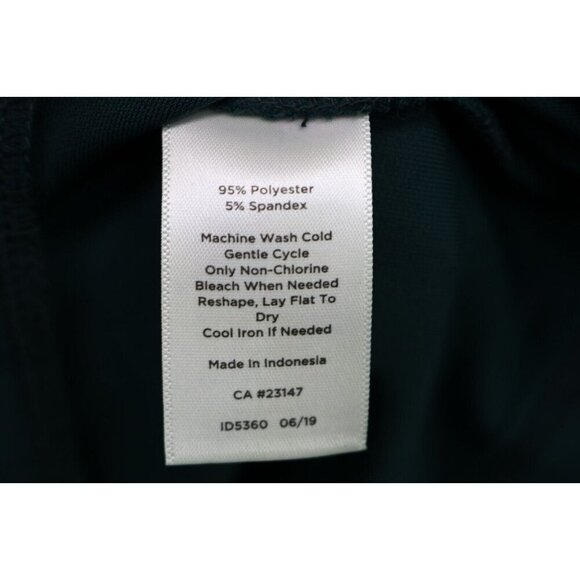 95% Polyester
5% Spandex
Machine Wash Cold
Gentle Cycle
Only Non-Chlorine
Bleach When Needed
Reshape, Lay Flat To
Dry
Cool Iron If Needed
Made In Indonesia
CA #23147
ID5360 06/19